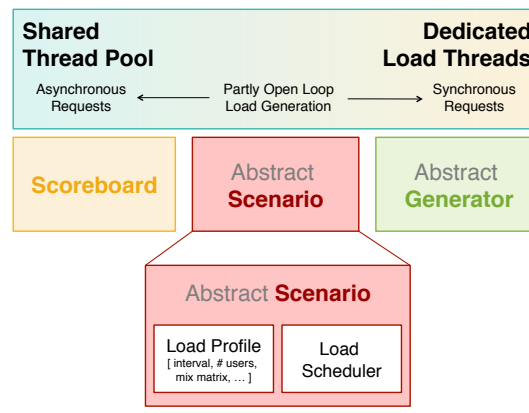 Shared
Thread Pool
Dedicated
Load Threads
Asynchronous
Requests
Partly Open Loop
Load Generation
Synchronous
Requests
Scoreboard
Abstract
Scenario
Abstract
Generator
Abstract Scenario
Load Profile
[ interval, # users,
mix matrix, ... ]
Load
Scheduler